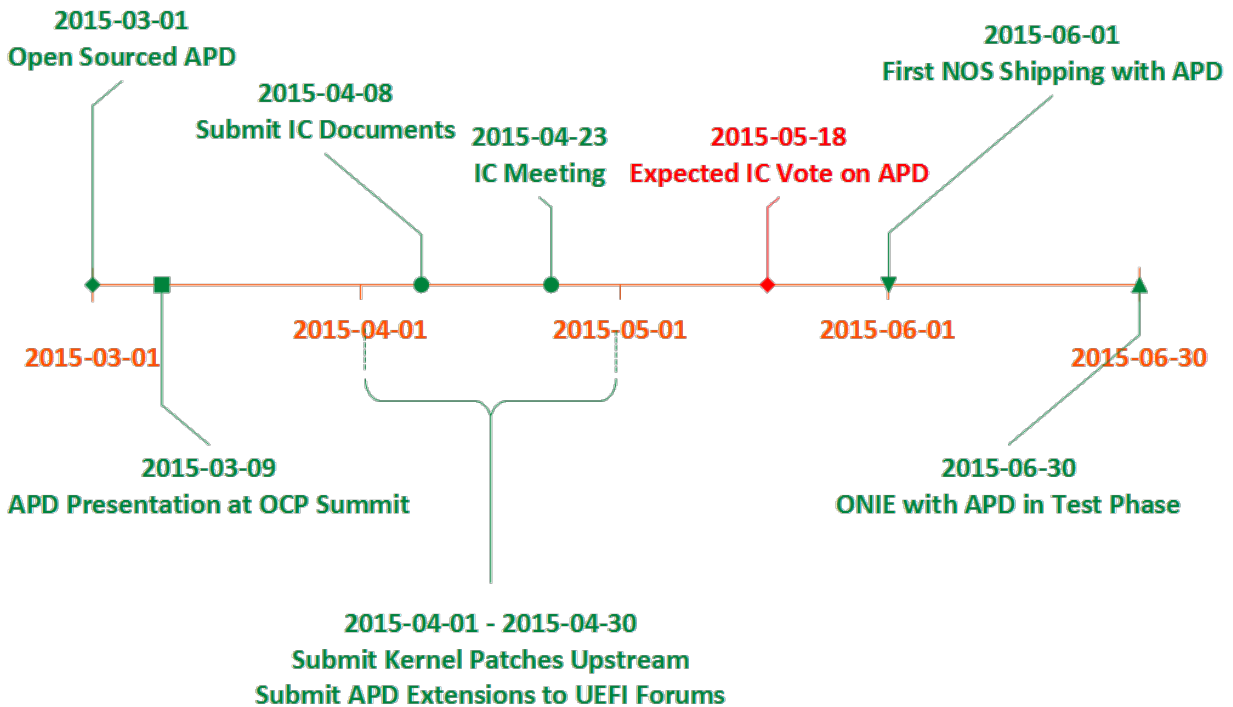 2015-03-01
Open Sourced APD
2015-04-08
Submit IC Documents
2015-04-23
IC Meeting
2015-05-18
Expected IC Vote on APD
2015-06-01
First NOS Shipping with APD
2015-03-01
2015-04-01
2015-05-01
2015-06-01
2015-06-30
2015-03-09
APD Presentation at OCP Summit
2015-06-30
ONIE with APD in Test Phase
2015-04-01 - 2015-04-30
Submit Kernel Patches Upstream
Submit APD Extensions to UEFI Forums